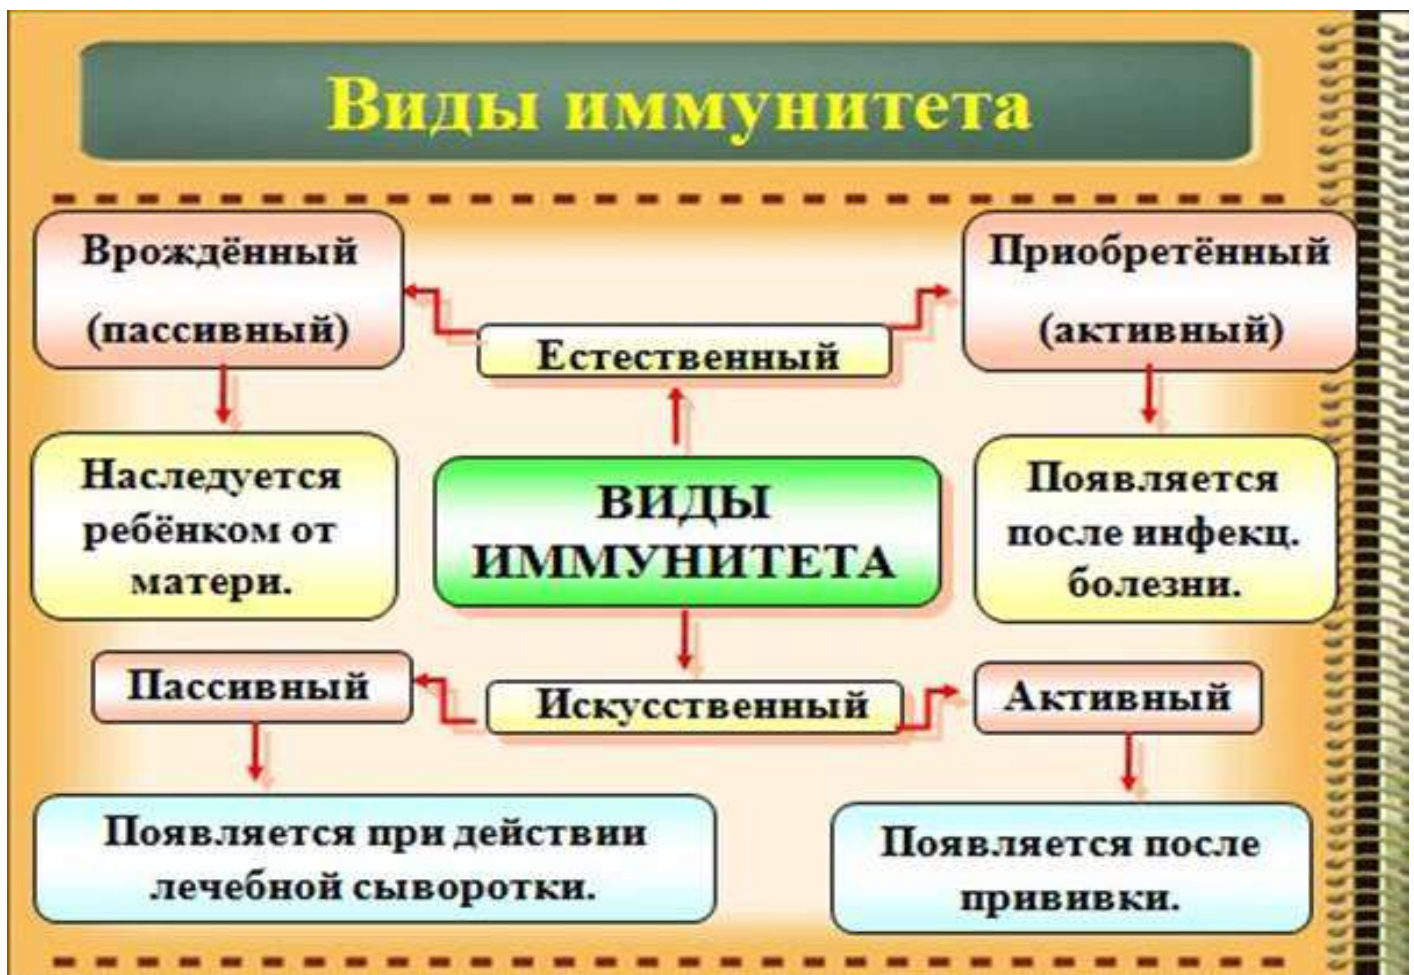 Виды иммунитета
Врождённый
(пассивный)
Естественный
Приобретённый
(активный)
Наследуется
ребёнком от
матери.
ВИДЫ
ИММУНИТЕТА
Появляется
после инфекц.
болезни.
Пассивный
Искусственный
Активный
Появляется при действии
лечебной сыворотки.
Появляется после
прививки.